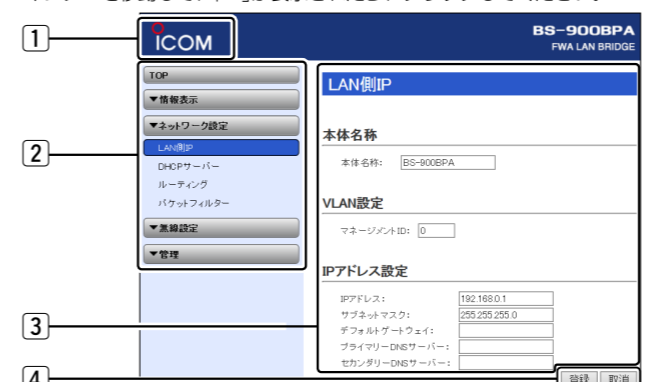 1
ICOM
BS-900BPA
FWA LAN BRIDGE
2
TOP
▼情報表示
▼ネットワーク設定
LAN側IP
DHCPサーバー
ルーティング
パケットフィルター
▼無線設定
▼管理
3
LAN側IP
本体名称
本体名称: BS-900BPA
VLAN設定
マネージメントID: 0
IPアドレス設定
IPアドレス: 192.168.0.1
サブネットマスク: 255.255.255.0
デフォルトゲートウェイ:
プライマリーDNSサーバー:
セカンダリーDNSサーバー:
4
登録 取消